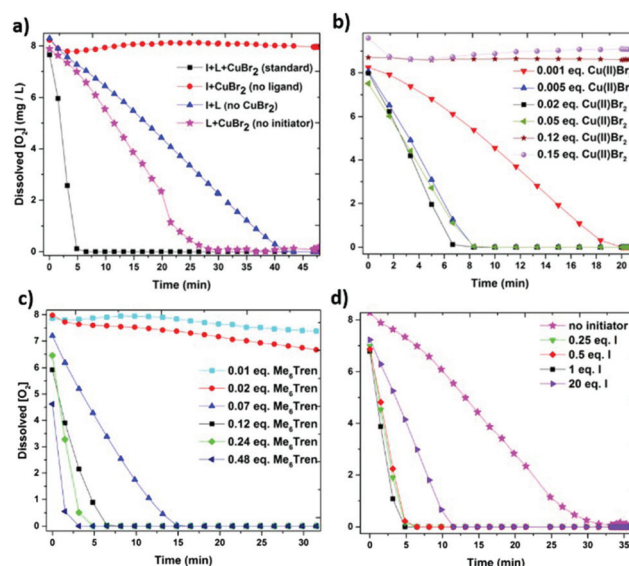 a)
Dissolved [O₂] (mg / L)
8
6
4
2
0
I+L+CuBr₂ (standard)
I+CuBr₂ (no ligand)
I+L (no CuBr₂)
L+CuBr₂ (no initiator)
0 5 10 15 20 25 30 35 40 45
Time (min)
b)
8
6
4
2
0
0.001 eq. Cu(II)Br₂
0.005 eq. Cu(II)Br₂
0.02 eq. Cu(II)Br₂
0.05 eq. Cu(II)Br₂
0.12 eq. Cu(II)Br₂
0.15 eq. Cu(II)Br₂
0 2 4 6 8 10 12 14 16 18 20
Time (min)
c)
Dissolved [O₂]
8
7
6
5
4
3
2
1
0
0.01 eq. Me₆Tren
0.02 eq. Me₆Tren
0.07 eq. Me₆Tren
0.12 eq. Me₆Tren
0.24 eq. Me₆Tren
0.48 eq. Me₆Tren
0 5 10 15 20 25 30
Time (min)
d)
8
6
4
2
0
no initiator
0.25 eq. I
0.5 eq. I
1 eq. I
20 eq. I
0 5 10 15 20 25 30 35
Time (min)